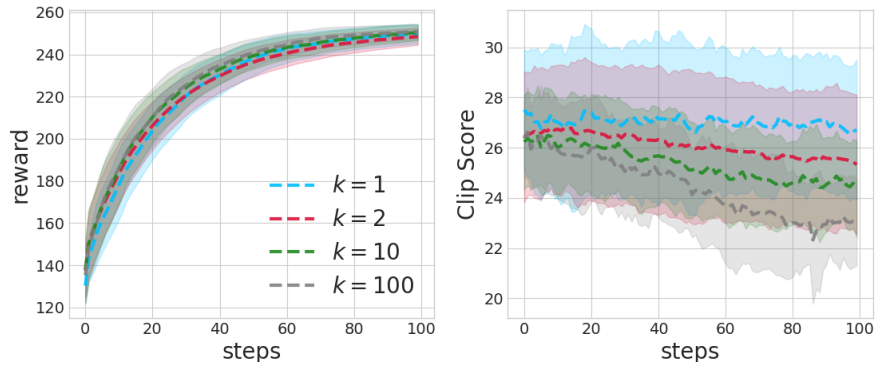 260
240
220
200
180
160
140
120
reward
0 20 40 60 80 100
steps
k = 1
k = 2
k = 10
k = 100
30
28
26
24
22
20
Clip Score
0 20 40 60 80 100
steps